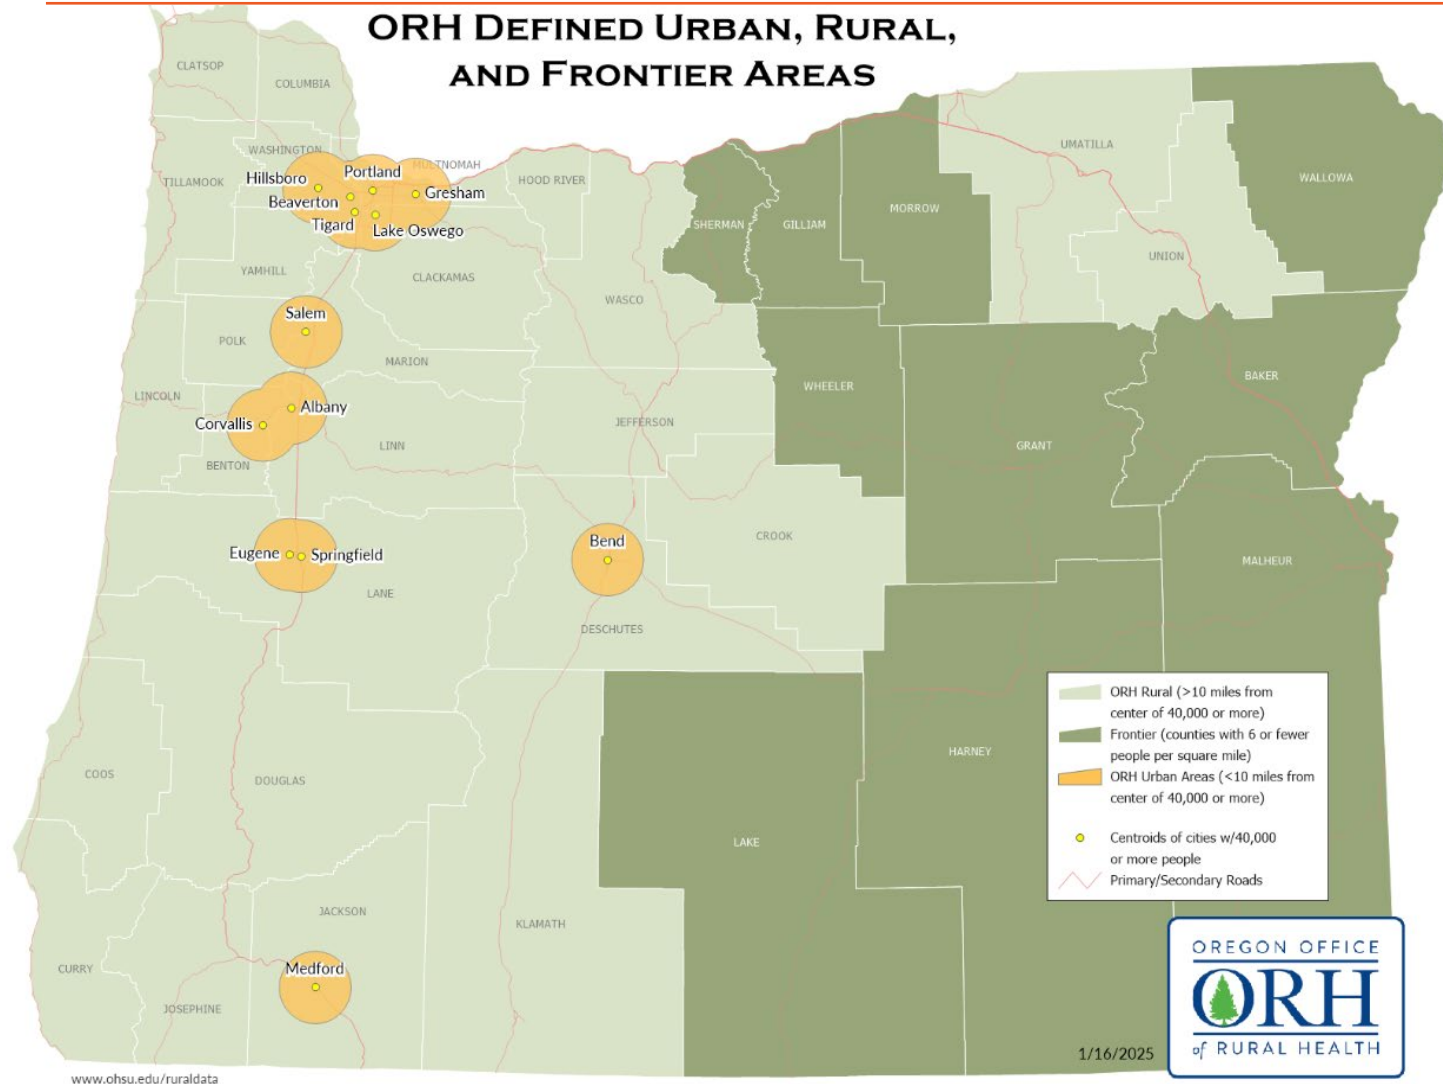 ORH DEFINED URBAN, RURAL,
AND FRONTIER AREAS
CLATSOP
COLUMBIA
WASHINGTON
MULTNOMAH
TILLAMOOK
Hillsboro
Portland
Beaverton
Gresham
Tigard
Lake Oswego
HOOD RIVER
UMATILLA
WALLOWA
SHERMAN
GILLIAM
MORROW
YAMHILL
CLACKAMAS
WASCO
UNION
Salem
POLK
MARION
LINCOLN
WHEELER
BAKER
Albany
Corvallis
JEFFERSON
LINN
GRANT
BENTON
Eugene
Springfield
Bend
CROOK
MALHEUR
LANE
DESCHUTES
COOS
DOUGLAS
HARNEY
LAKE
JACKSON
KLAMATH
CURRY
Medford
JOSEPHINE
ORH Rural (>10 miles from
center of 40,000 or more)
Frontier (counties with 6 or fewer
people per square mile)
ORH Urban Areas (<10 miles from
center of 40,000 or more)
Centroids of cities w/40,000
or more people
Primary/Secondary Roads
OREGON OFFICE
ORH
of RURAL HEALTH
1/16/2025
www.ohsu.edu/ruraldata